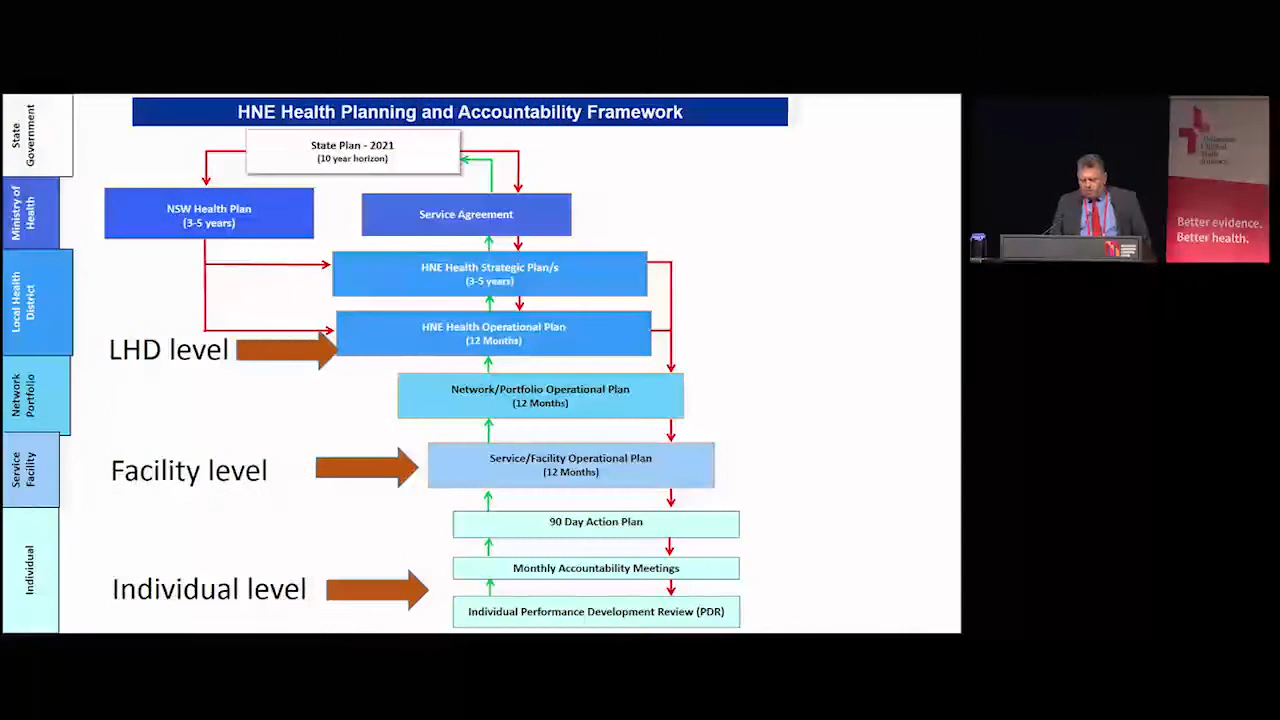 HNE Health Planning and Accountability Framework
State
Government
State Plan - 2021
(10 year horizon)
Ministry of
Health
NSW Health Plan
(3-5 years)
Service Agreement
Local Health
District
HNE Health Strategic Plan/s
(3-5 years)
HNE Health Operational Plan
(12 Months)
LHD level
Network
Portfolio
Network/Portfolio Operational Plan
(12 Months)
Service
Facility
Facility level
Service/Facility Operational Plan
(12 Months)
Individual
90 Day Action Plan
Monthly Accountability Meetings
Individual level
Individual Performance Development Review (PDR)
Better evidence.
Better health.